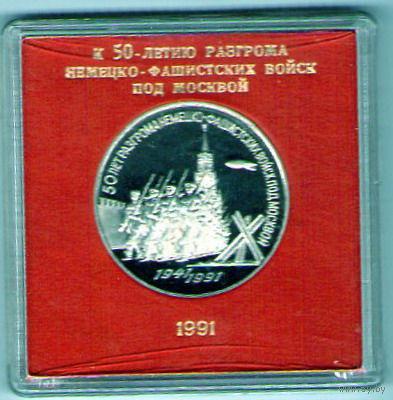 К 50-ЛЕТИЮ РАЗГРОМА
НЕМЕЦКО-ФАШИСТСКИХ ВОЙСК
ПОД МОСКВОЙ
50 ЛЕТ РАЗГРОМА НЕМЕЦКО-ФАШИСТСКИХ ВОЙСК ПОД МОСКВОЙ
1941 1991
1991